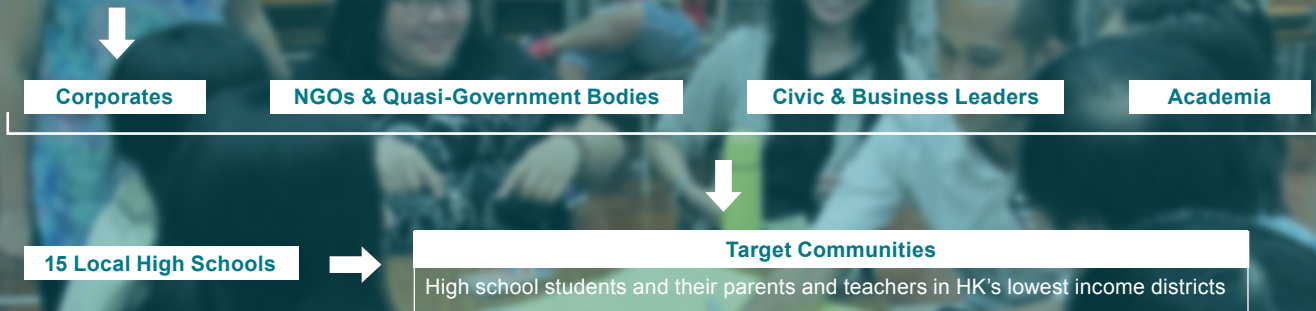 Corporates
NGOs & Quasi-Government Bodies
Civic & Business Leaders
Academia
15 Local High Schools
Target Communities
High school students and their parents and teachers in HK's lowest income districts